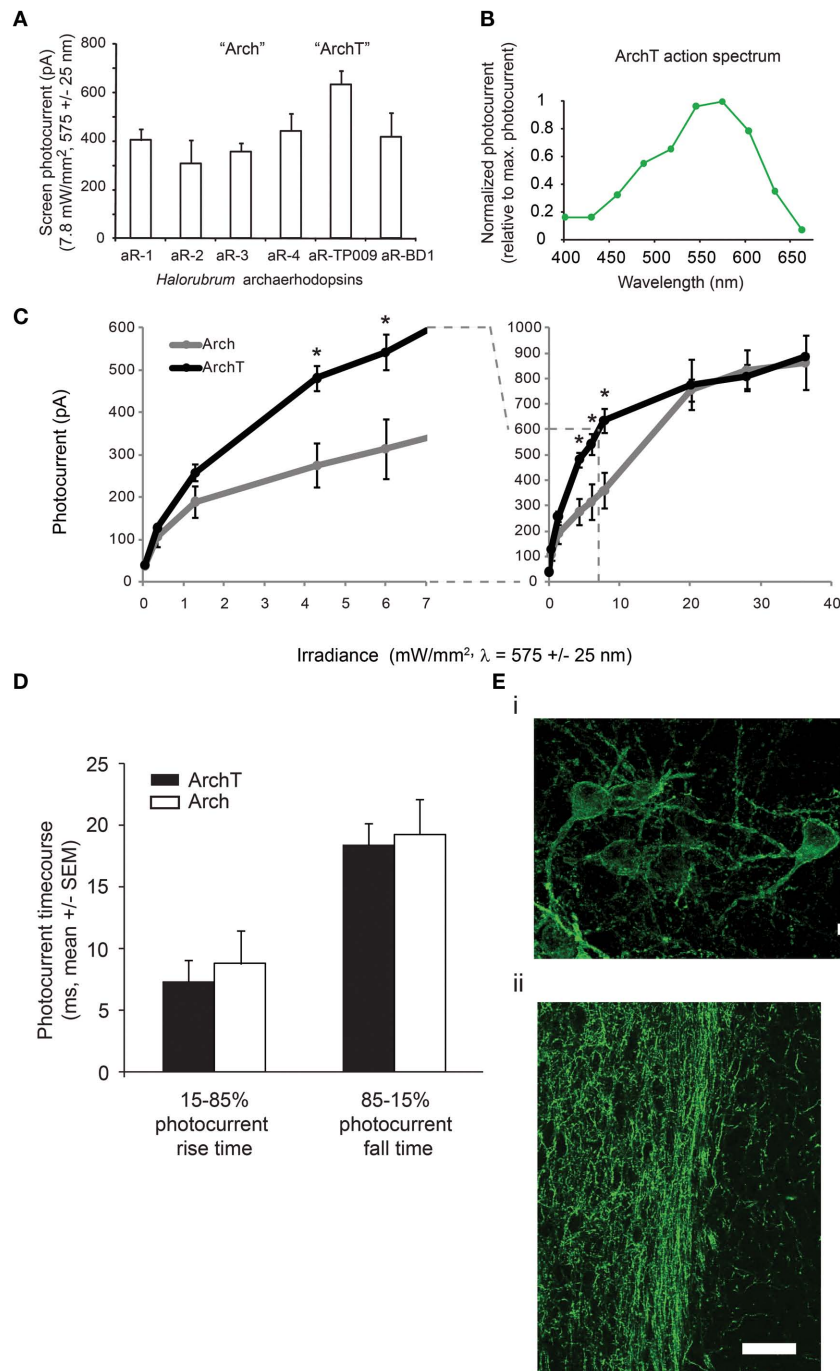 A
"Arch" "ArchT"
Screen photocurrent (pA)
(7.8 mW/mm², 575 +/- 25 nm)
800
600
400
200
0
aR-1 aR-2 aR-3 aR-4 aR-TP009 aR-BD1
Halorubrum archaerhodopsins
B
ArchT action spectrum
Normalized photocurrent
(relative to max. photocurrent)
1
0.8
0.6
0.4
0.2
0
400 450 500 550 600 650
Wavelength (nm)
C
Photocurrent (pA)
600
500
400
300
200
100
0
Arch
ArchT
* *
0 1 2 3 4 5 6 7
1000
900
800
700
600
500
400
300
200
100
0
* * *
0 10 20 30 40
Irradiance (mW/mm², λ = 575 +/- 25 nm)
D
Photocurrent timecourse
(ms, mean +/- SEM)
25
20
15
10
5
0
ArchT
Arch
15-85%
photocurrent
rise time
85-15%
photocurrent
fall time
E
i
ii